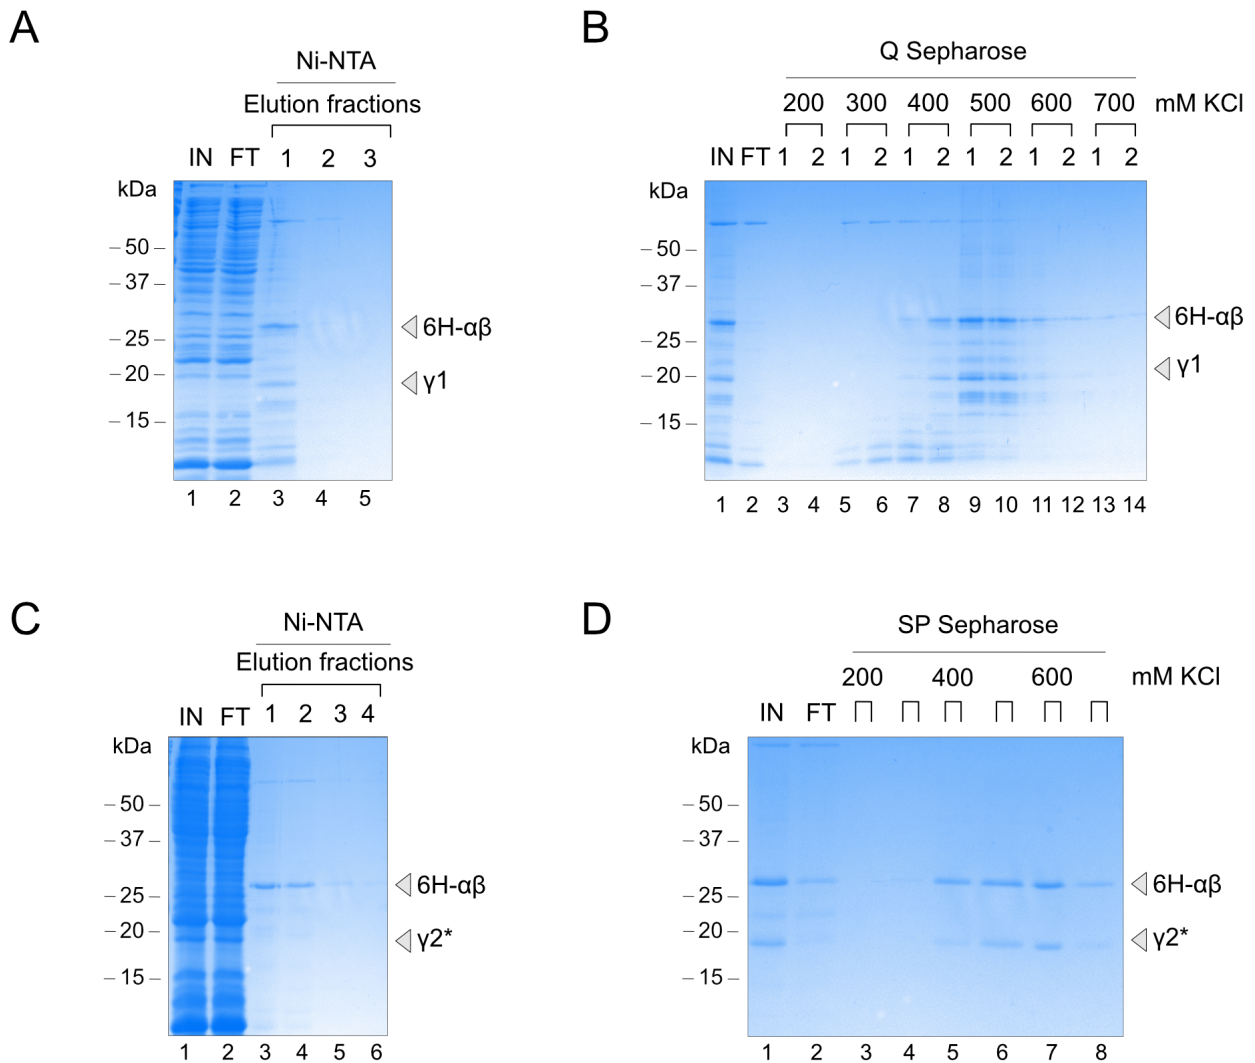 A
Ni-NTA
Elution fractions
IN FT 1 2 3
kDa
50
37
25
20
15
6H-αβ
γ1
1 2 3 4 5
B
Q Sepharose
200 300 400 500 600 700 mM KCl
IN FT 1 2 1 2 1 2 1 2 1 2 1 2
kDa
50
37
25
20
15
6H-αβ
γ1
1 2 3 4 5 6 7 8 9 10 11 12 13 14
C
Ni-NTA
Elution fractions
IN FT 1 2 3 4
kDa
50
37
25
20
15
6H-αβ
γ2*
1 2 3 4 5 6
D
SP Sepharose
200 400 600 mM KCl
IN FT
kDa
50
37
25
20
15
6H-αβ
γ2*
1 2 3 4 5 6 7 8